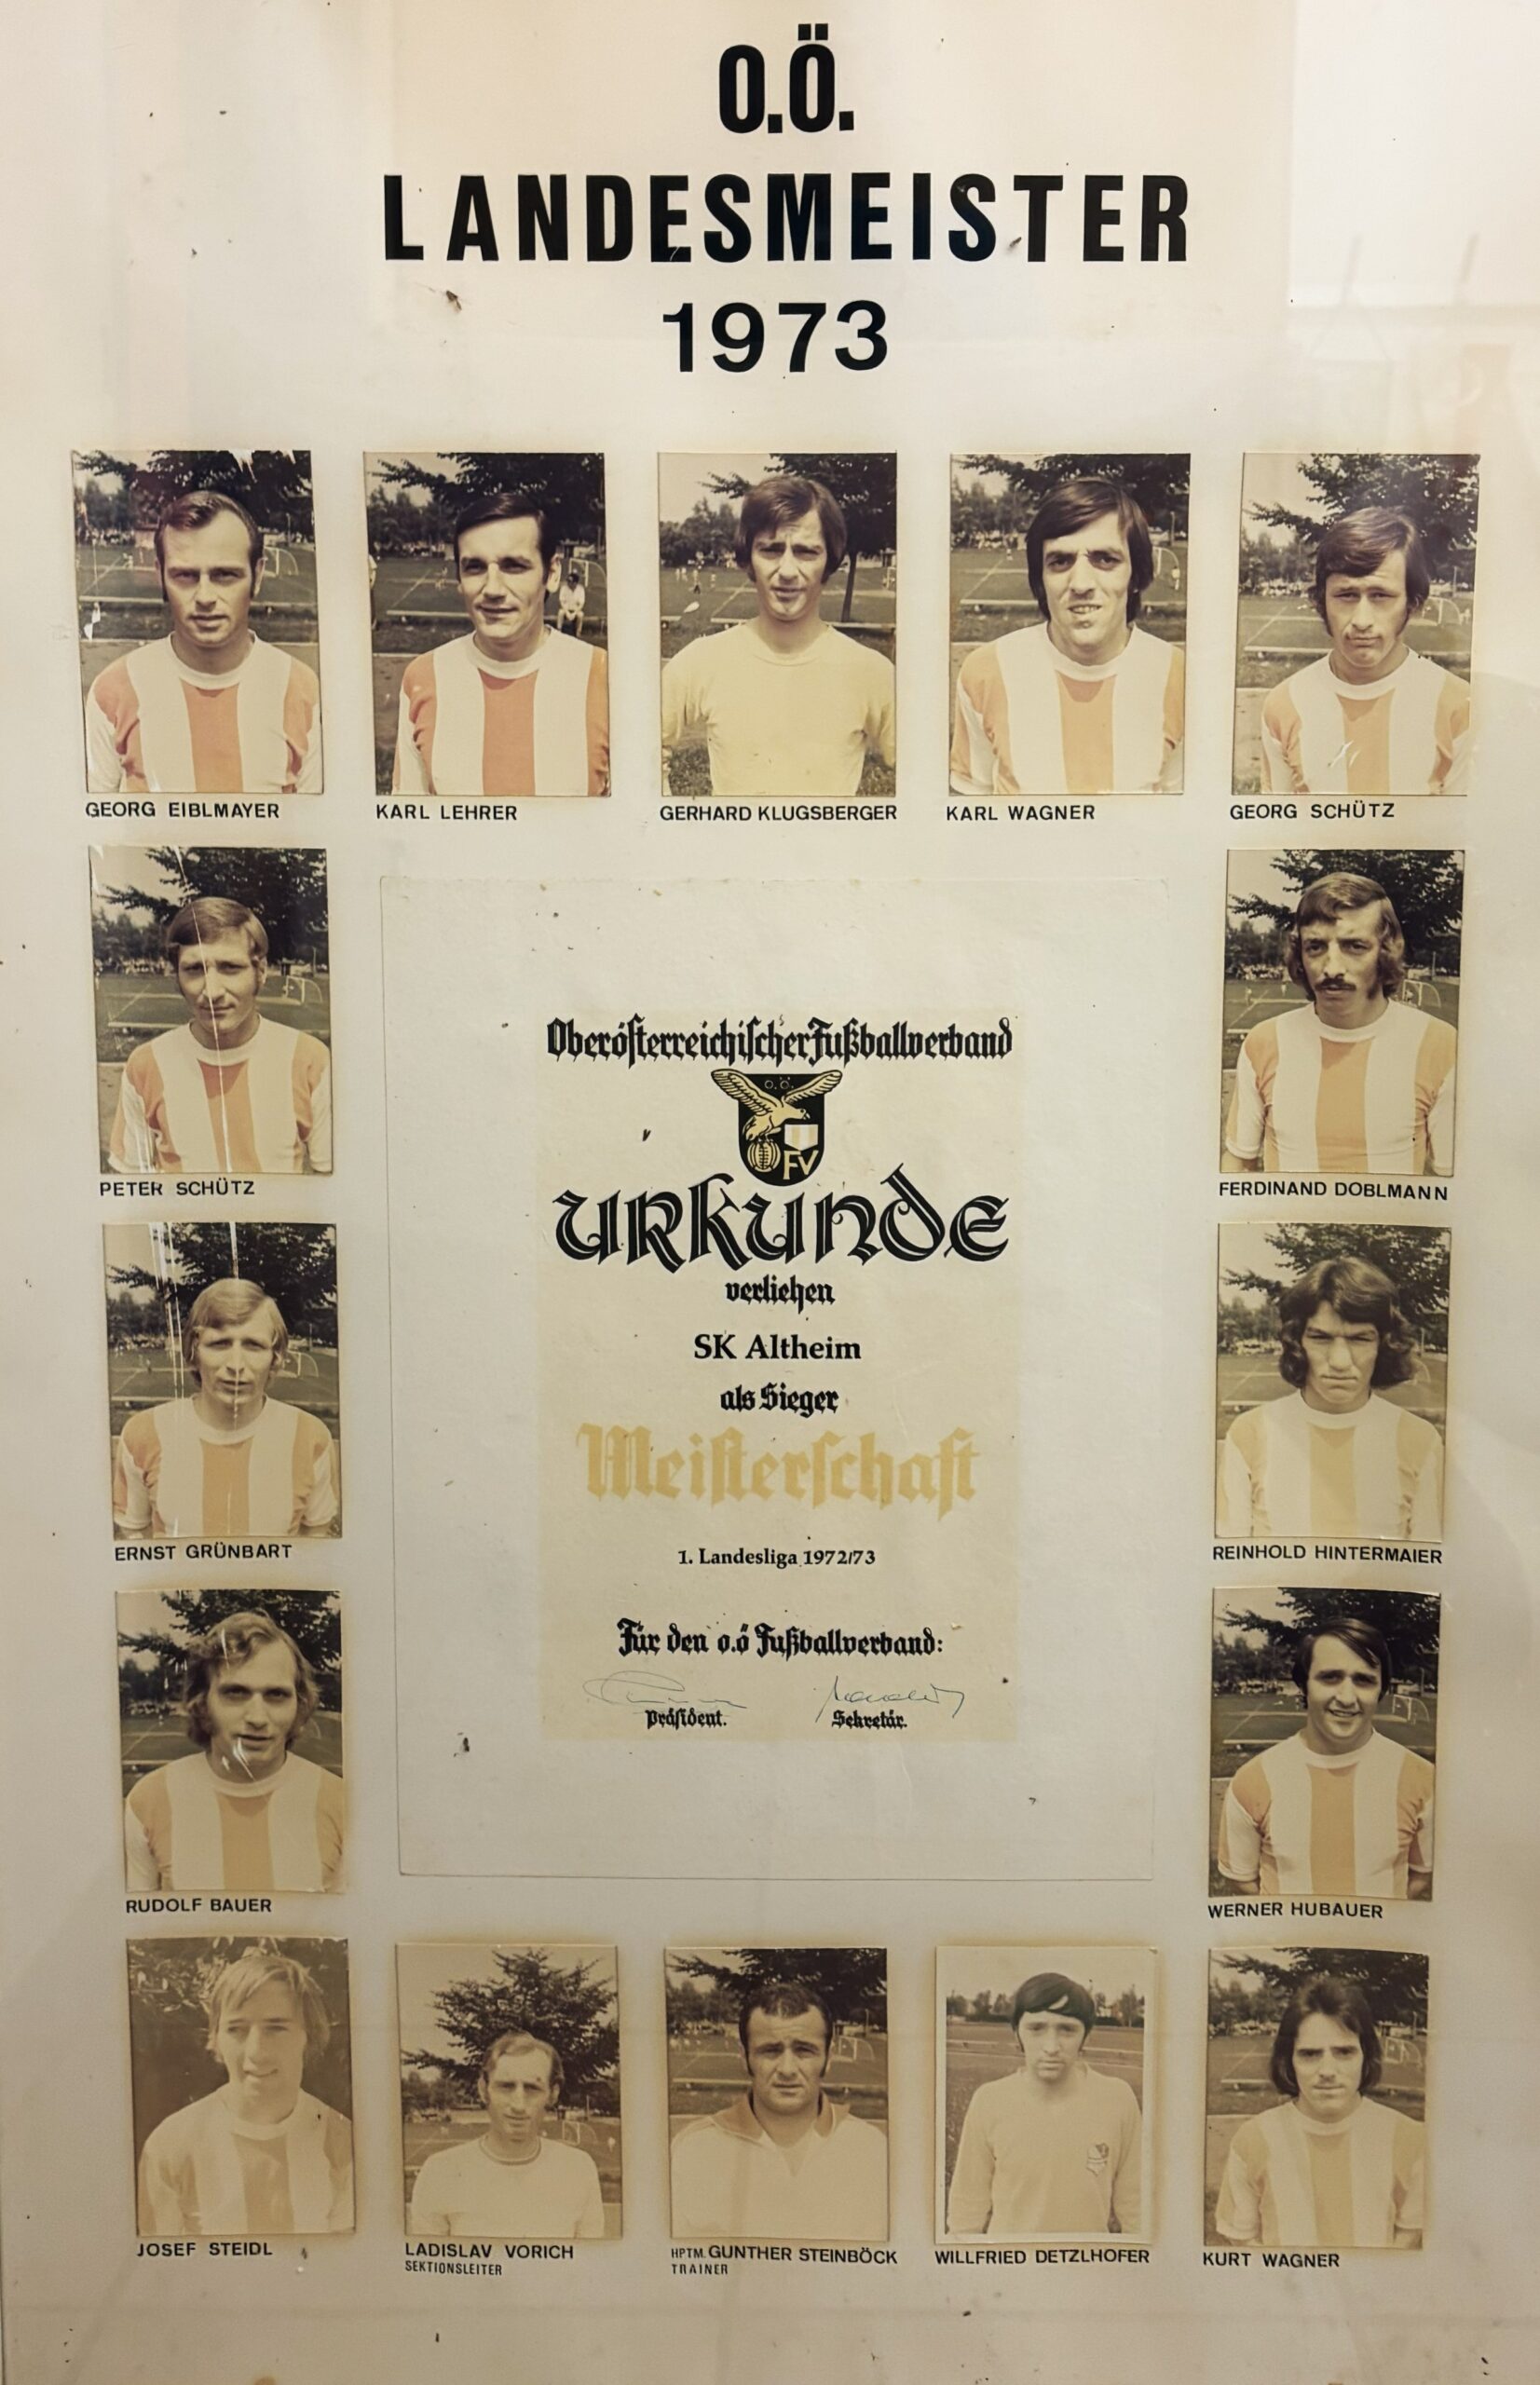 O.Ö.
LANDESMEISTER
1973
GEORG EIBLMAYER
KARL LEHRER
GERHARD KLUGSBERGER
KARL WAGNER
GEORG SCHÜTZ
PETER SCHÜTZ
FERDINAND DOBLMANN
ERNST GRÜNBART
REINHOLD HINTERMAIER
RUDOLF BAUER
WERNER HUBAUER
Oberösterreichischer Fußballverband
O.Ö.
FV
Urkunde
verliehen
SK Altheim
als Sieger
Meisterschaft
1. Landesliga 1972/73
Für den o.ö Fußballverband:
Präsident.
Sekretär.
JOSEF STEIDL
LADISLAV VORICH
SEKTIONSLEITER
HPTM. GUNTHER STEINBÖCK
TRAINER
WILLFRIED DETZLHOFER
KURT WAGNER